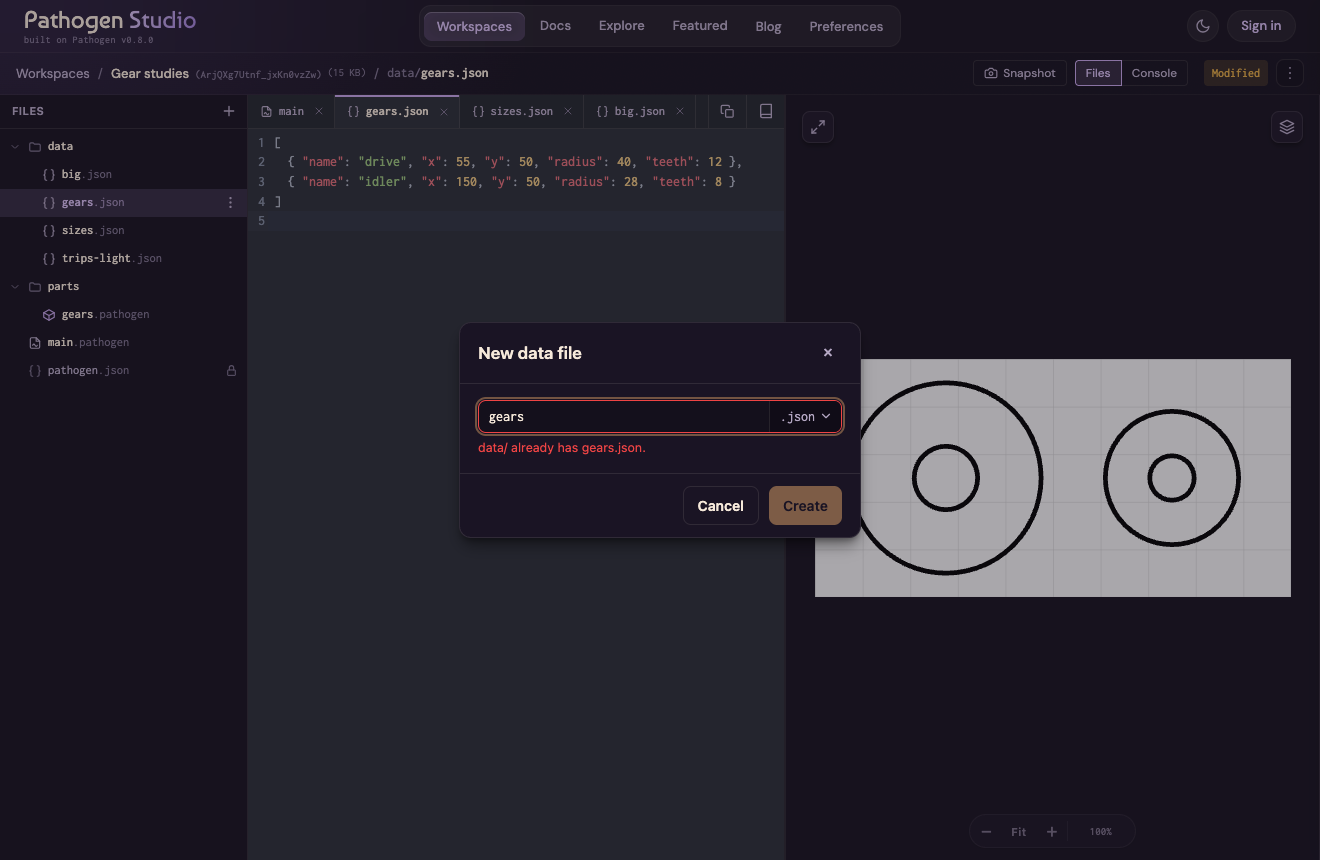 Pathogen Studio
built on Pathogen v0.8.0
Workspaces
Docs
Explore
Featured
Blog
Preferences
Sign in
Workspaces / Gear studies (ArjQXg7Utnf_jxKn0vzZw) (15 KB) / data/gears.json
Snapshot
Files
Console
Modified
FILES
main
{} gears.json
{} sizes.json
{} big.json
data
{} big.json
{} gears.json
{} sizes.json
{} trips-light.json
parts
gears.pathogen
main.pathogen
{} pathogen.json
1 [
2 { "name": "drive", "x": 55, "y": 50, "radius": 40, "teeth": 12 },
3 { "name": "idler", "x": 150, "y": 50, "radius": 28, "teeth": 8 }
4 ]
5
New data file
gears
.json
data/ already has gears.json.
Cancel
Create
Fit
100%